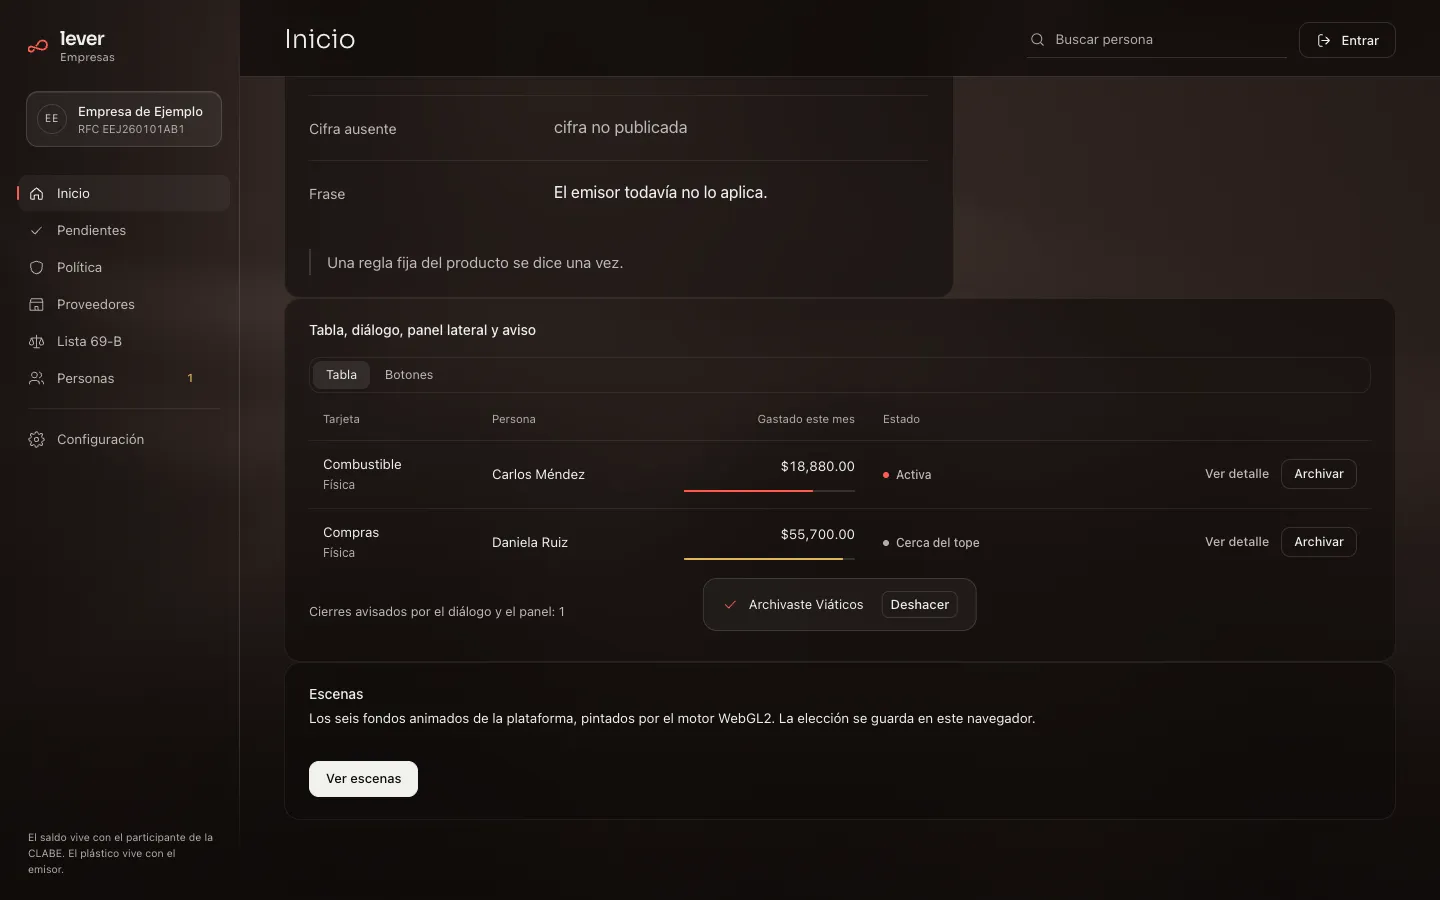 lever
Empresas
EE
Empresa de Ejemplo
RFC EEJ260101AB1
Inicio
Pendientes
Política
Proveedores
Lista 69-B
Personas 1
Configuración
El saldo vive con el participante de la
CLABE. El plástico vive con el
emisor.
Inicio
Buscar persona
Entrar
Cifra ausente cifra no publicada
Frase El emisor todavía no lo aplica.
Una regla fija del producto se dice una vez.
Tabla, diálogo, panel lateral y aviso
Tabla Botones
Tarjeta Persona Gastado este mes Estado
Combustible
Física
Carlos Méndez $18,880.00 Activa Ver detalle Archivar
Compras
Física
Daniela Ruiz $55,700.00 Cerca del tope Ver detalle Archivar
Archivaste Viáticos Deshacer
Cierres avisados por el diálogo y el panel: 1
Escenas
Los seis fondos animados de la plataforma, pintados por el motor WebGL2. La elección se guarda en este navegador.
Ver escenas